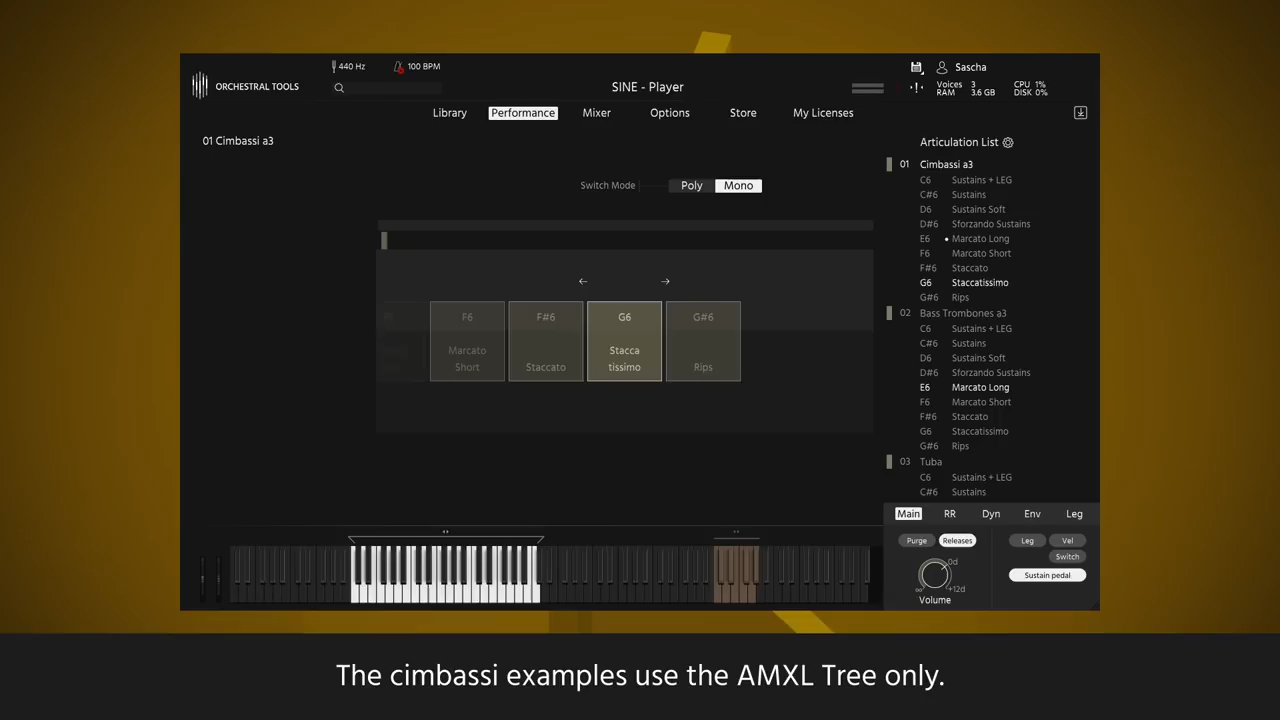 440 Hz
100 BPM
Sascha
ORCHESTRAL TOOLS
SINE - Player
Voices 3
RAM 3.6 GB
CPU 1%
DISK 0%
Library
Performance
Mixer
Options
Store
My Licenses
01 Cimbassi a3
Switch Mode
Poly
Mono
F6
Marcato
Short
F#6
Staccato
G6
Stacca
tissimo
G#6
Rips
Articulation List
01 Cimbassi a3
C6 Sustains + LEG
C#6 Sustains
D6 Sustains Soft
D#6 Sforzando Sustains
E6 • Marcato Long
F6 Marcato Short
F#6 Staccato
G6 Staccatissimo
G#6 Rips
02 Bass Trombones a3
C6 Sustains + LEG
C#6 Sustains
D6 Sustains Soft
D#6 Sforzando Sustains
E6 Marcato Long
F6 Marcato Short
F#6 Staccato
G6 Staccatissimo
G#6 Rips
03 Tuba
C6 Sustains + LEG
C#6 Sustains
Main
RR
Dyn
Env
Leg
Purge
Releases
Leg
Vel
Switch
Sustain pedal
0d
∞
+12d
Volume
The cimbassi examples use the AMXL Tree only.